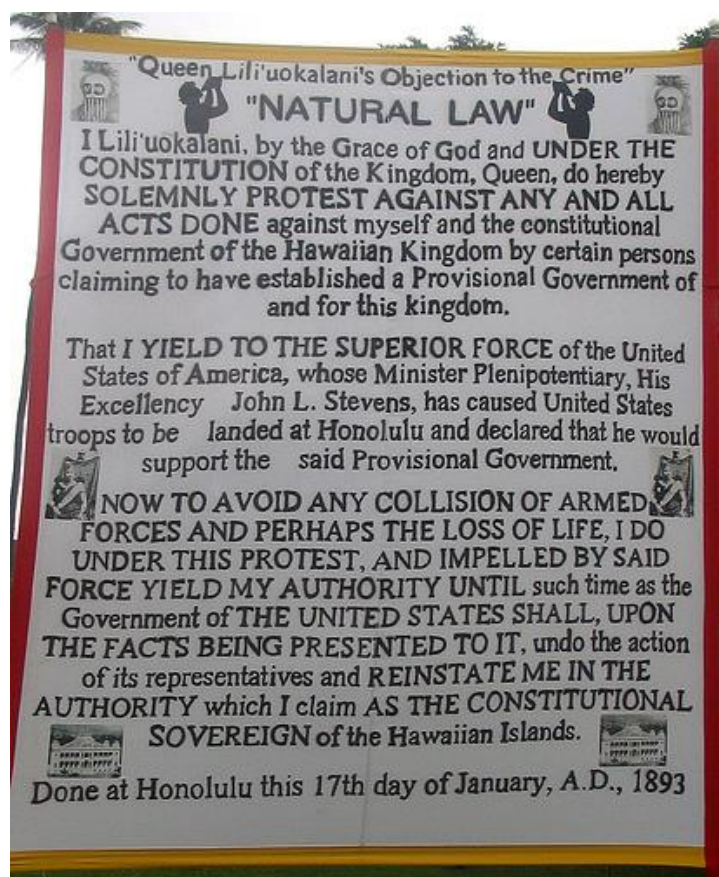 "Queen Lili'uokalani's Objection to the Crime"
"NATURAL LAW"
I Lili'uokalani, by the Grace of God and UNDER THE
CONSTITUTION of the Kingdom, Queen, do hereby
SOLEMNLY PROTEST AGAINST ANY AND ALL
ACTS DONE against myself and the constitutional
Government of the Hawaiian Kingdom by certain persons
claiming to have established a Provisional Government of
and for this kingdom.
That I YIELD TO THE SUPERIOR FORCE of the United
States of America, whose Minister Plenipotentiary, His
Excellency John L. Stevens, has caused United States
troops to be landed at Honolulu and declared that he would
support the said Provisional Government.
NOW TO AVOID ANY COLLISION OF ARMED
FORCES AND PERHAPS THE LOSS OF LIFE, I DO
UNDER THIS PROTEST, AND IMPELLED BY SAID
FORCE YIELD MY AUTHORITY UNTIL such time as the
Government of THE UNITED STATES SHALL, UPON
THE FACTS BEING PRESENTED TO IT, undo the action
of its representatives and REINSTATE ME IN THE
AUTHORITY which I claim AS THE CONSTITUTIONAL
SOVEREIGN of the Hawaiian Islands.
Done at Honolulu this 17th day of January, A.D., 1893